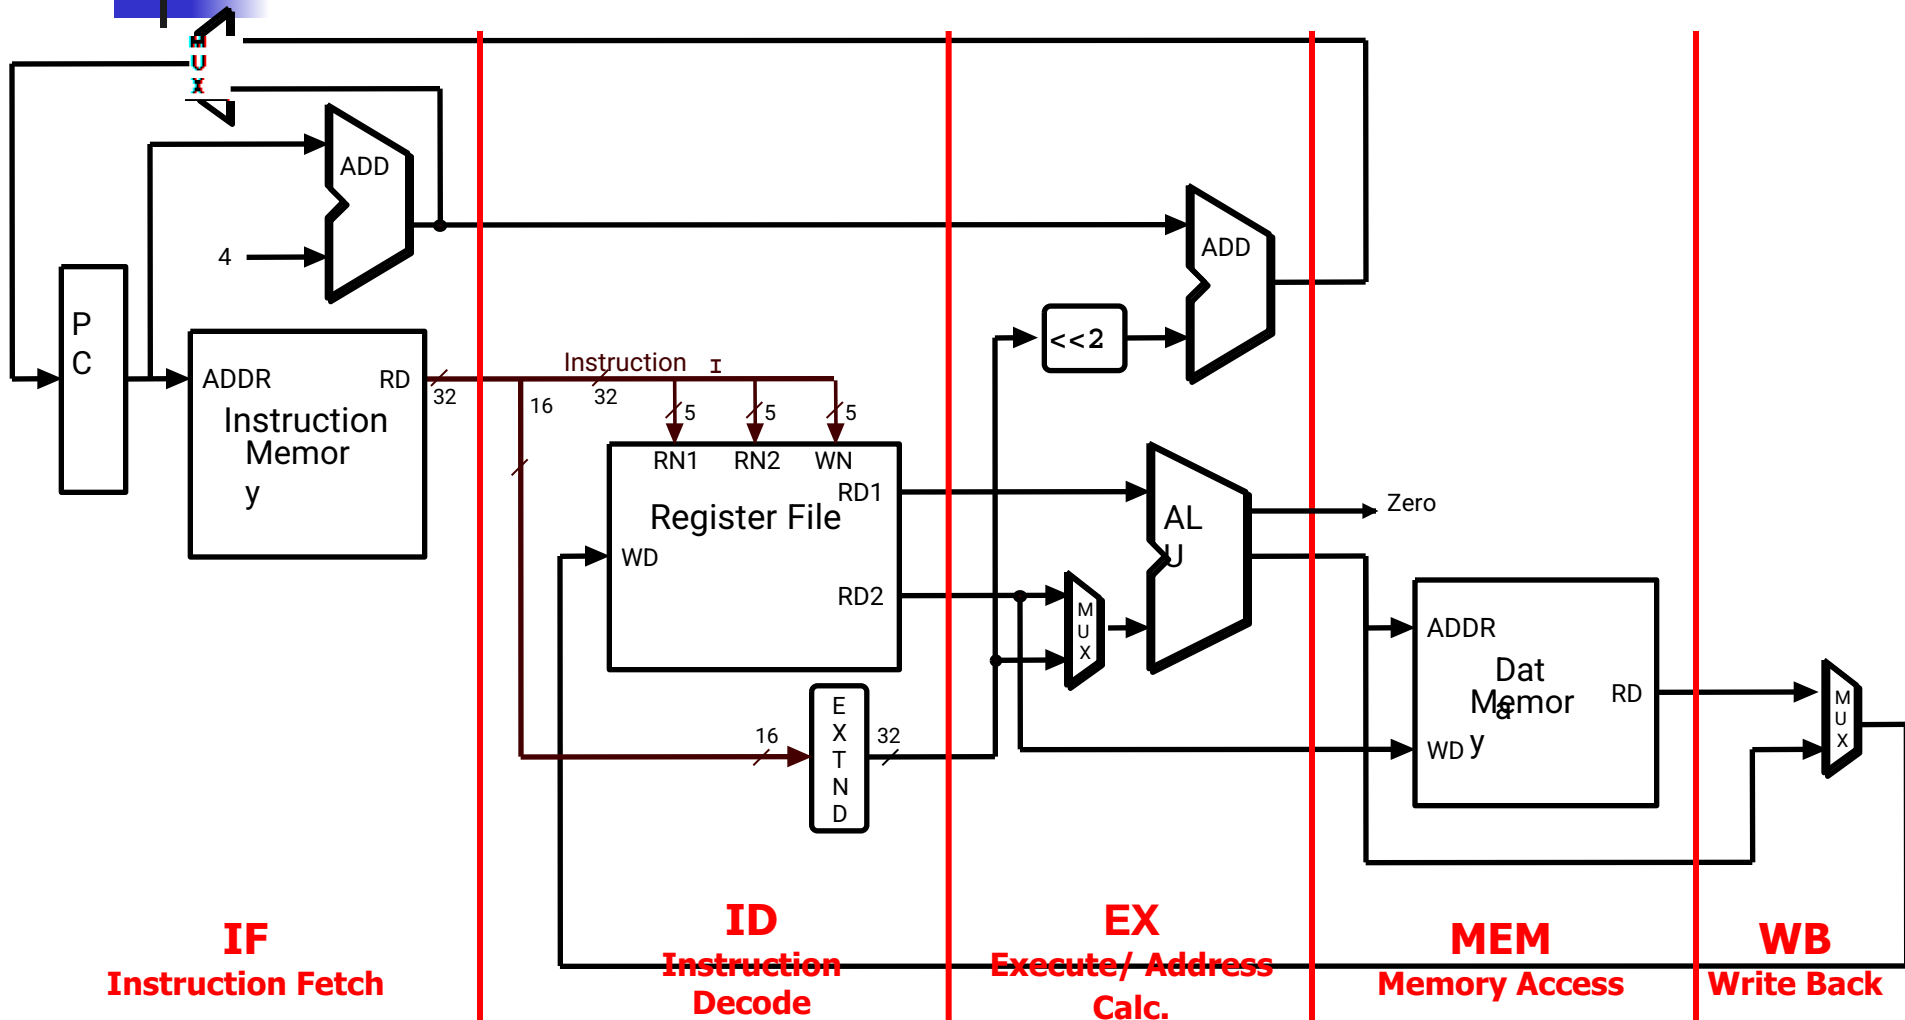 M
U
X
ADD
4
ADD
P
C
<<2
ADDR
RD
Instruction
Memor
y
32
16
Instruction I
32
5
5
5
RN1
RN2
WN
RD1
Register File
WD
RD2
AL
U
Zero
M
U
X
ADDR
Dat
a
Memor
y
RD
WD
M
U
X
E
X
T
N
D
16
32
IF
Instruction Fetch
ID
Instruction
Decode
EX
Execute/ Address
Calc.
MEM
Memory Access
WB
Write Back